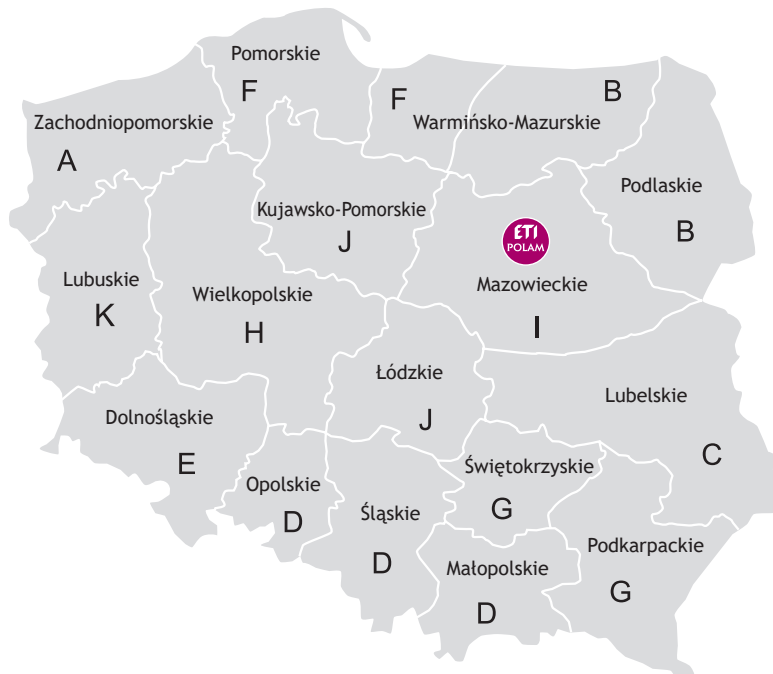 Pomorskie
F
F
B
Warmińsko-Mazurskie
Zachodniopomorskie
A
Podlaskie
B
Kujawsko-Pomorskie
J
ETI
POLAM
Mazowieckie
I
Lubuskie
K
Wielkopolskie
H
Łódzkie
J
Lubelskie
C
Dolnośląskie
E
Opolskie
D
Śląskie
D
Świętokrzyskie
G
Małopolskie
D
Podkarpackie
G